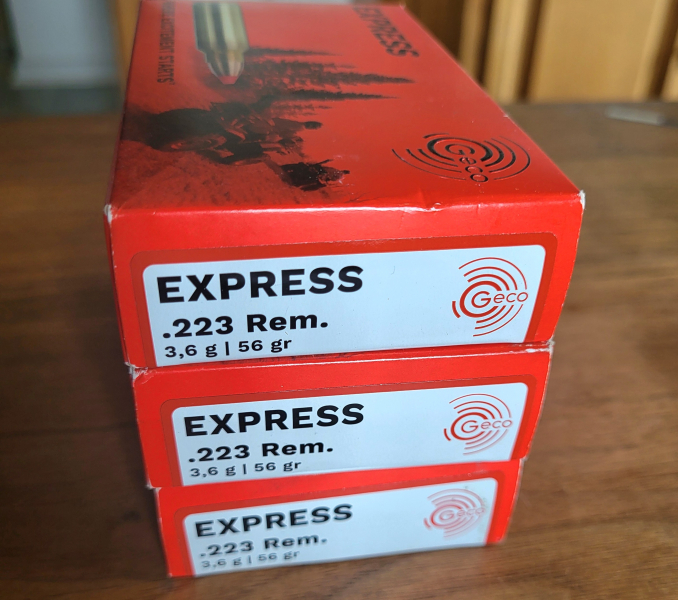 EXPRESS
Geco
EXPRESS
.223 Rem.
3,6 g | 56 gr
Geco
EXPRESS
.223 Rem.
3,6 g | 56 gr
Geco
EXPRESS
.223 Rem.
3,6 g | 56 gr
Geco